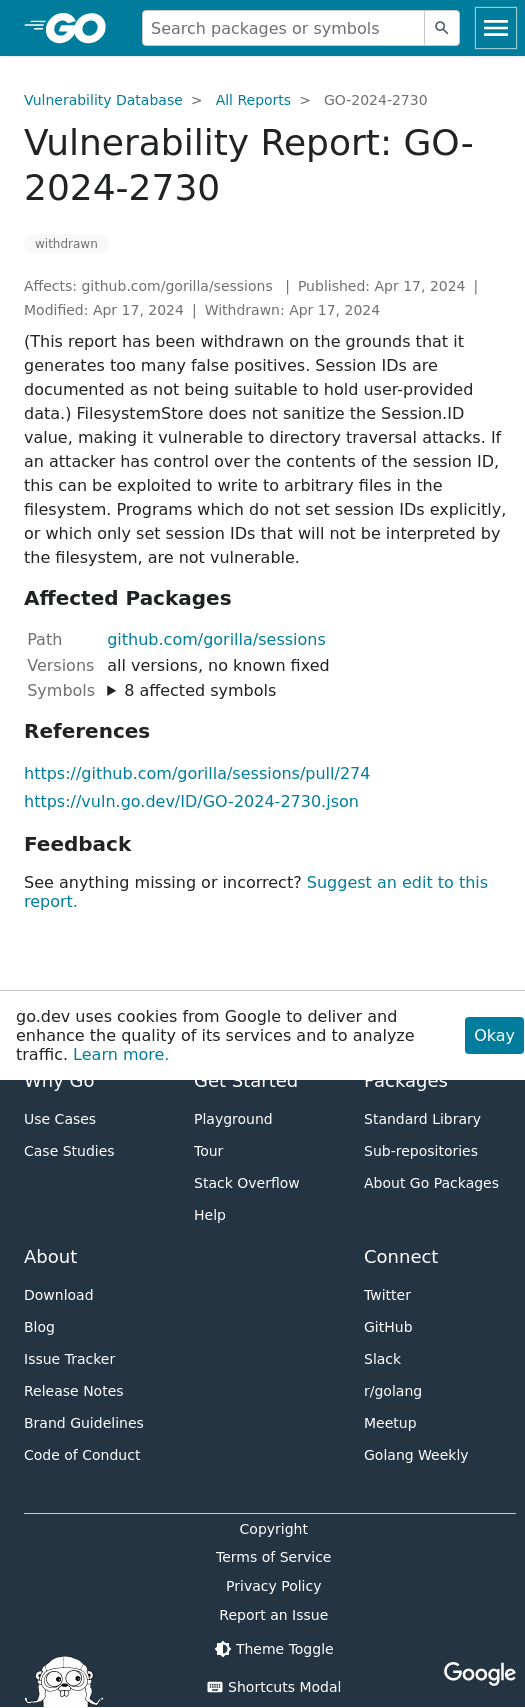 GO
Search packages or symbols
Vulnerability Database > All Reports > GO-2024-2730
Vulnerability Report: GO-
2024-2730
withdrawn
Affects: github.com/gorilla/sessions | Published: Apr 17, 2024 |
Modified: Apr 17, 2024 | Withdrawn: Apr 17, 2024
(This report has been withdrawn on the grounds that it
generates too many false positives. Session IDs are
documented as not being suitable to hold user-provided
data.) FilesystemStore does not sanitize the Session.ID
value, making it vulnerable to directory traversal attacks. If
an attacker has control over the contents of the session ID,
this can be exploited to write to arbitrary files in the
filesystem. Programs which do not set session IDs explicitly,
or which only set session IDs that will not be interpreted by
the filesystem, are not vulnerable.
Affected Packages
Path github.com/gorilla/sessions
Versions all versions, no known fixed
Symbols ▶ 8 affected symbols
References
https://github.com/gorilla/sessions/pull/274
https://vuln.go.dev/ID/GO-2024-2730.json
Feedback
See anything missing or incorrect? Suggest an edit to this
report.
go.dev uses cookies from Google to deliver and
enhance the quality of its services and to analyze
traffic. Learn more.
Okay
Why Go
Use Cases
Case Studies
Get Started
Playground
Tour
Stack Overflow
Help
Packages
Standard Library
Sub-repositories
About Go Packages
About
Download
Blog
Issue Tracker
Release Notes
Brand Guidelines
Code of Conduct
Connect
Twitter
GitHub
Slack
r/golang
Meetup
Golang Weekly
Copyright
Terms of Service
Privacy Policy
Report an Issue
Theme Toggle
Shortcuts Modal
Google